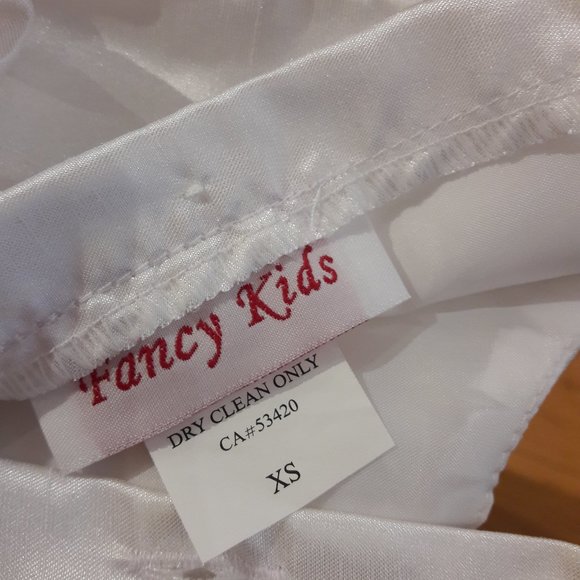 Fancy Kids
DRY CLEAN ONLY
CA#53420
XS